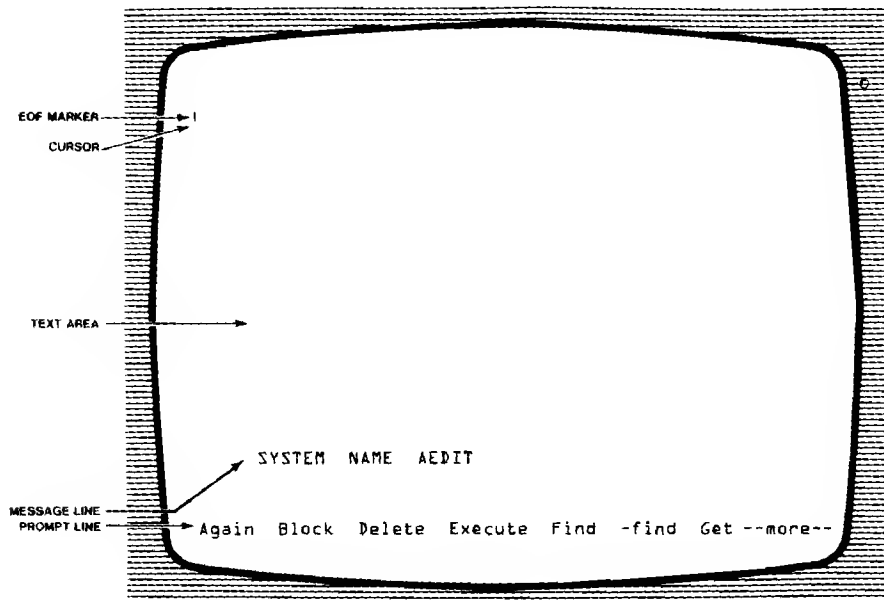 EOF MARKER |
CURSOR
TEXT AREA
SYSTEM NAME AEDIT
MESSAGE LINE
PROMPT LINE
Again Block Delete Execute Find -find Get --more--